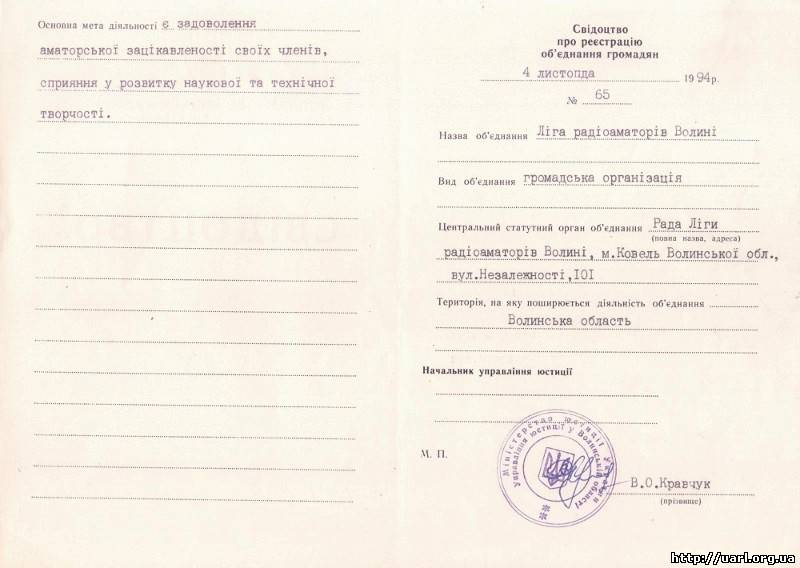 Основна мета діяльності є задоволення
аматорської зацікавленості своїх членів,
сприяння у розвитку наукової та технічної
творчості.
Свідоцтво
про реєстрацію
об'єднання громадян
4 листопда 1994р.
№ 65
Назва об'єднання Ліга радіоаматорів Волині
Вид об'єднання громадська організація
Центральний статутний орган об'єднання Рада Ліги
(повна назва, адреса)
радіоаматорів Волині, м.Ковель Волинської обл.,
вул.Незалежності,І0І
Територія, на яку поширюється діяльність об'єднання
Волинська область
Начальник управління юстиції
М. П.
Міністерство юстиції України
управління юстиції у Волинській області
В.О.Кравчук
(прізвище)
http://uarl.org.ua